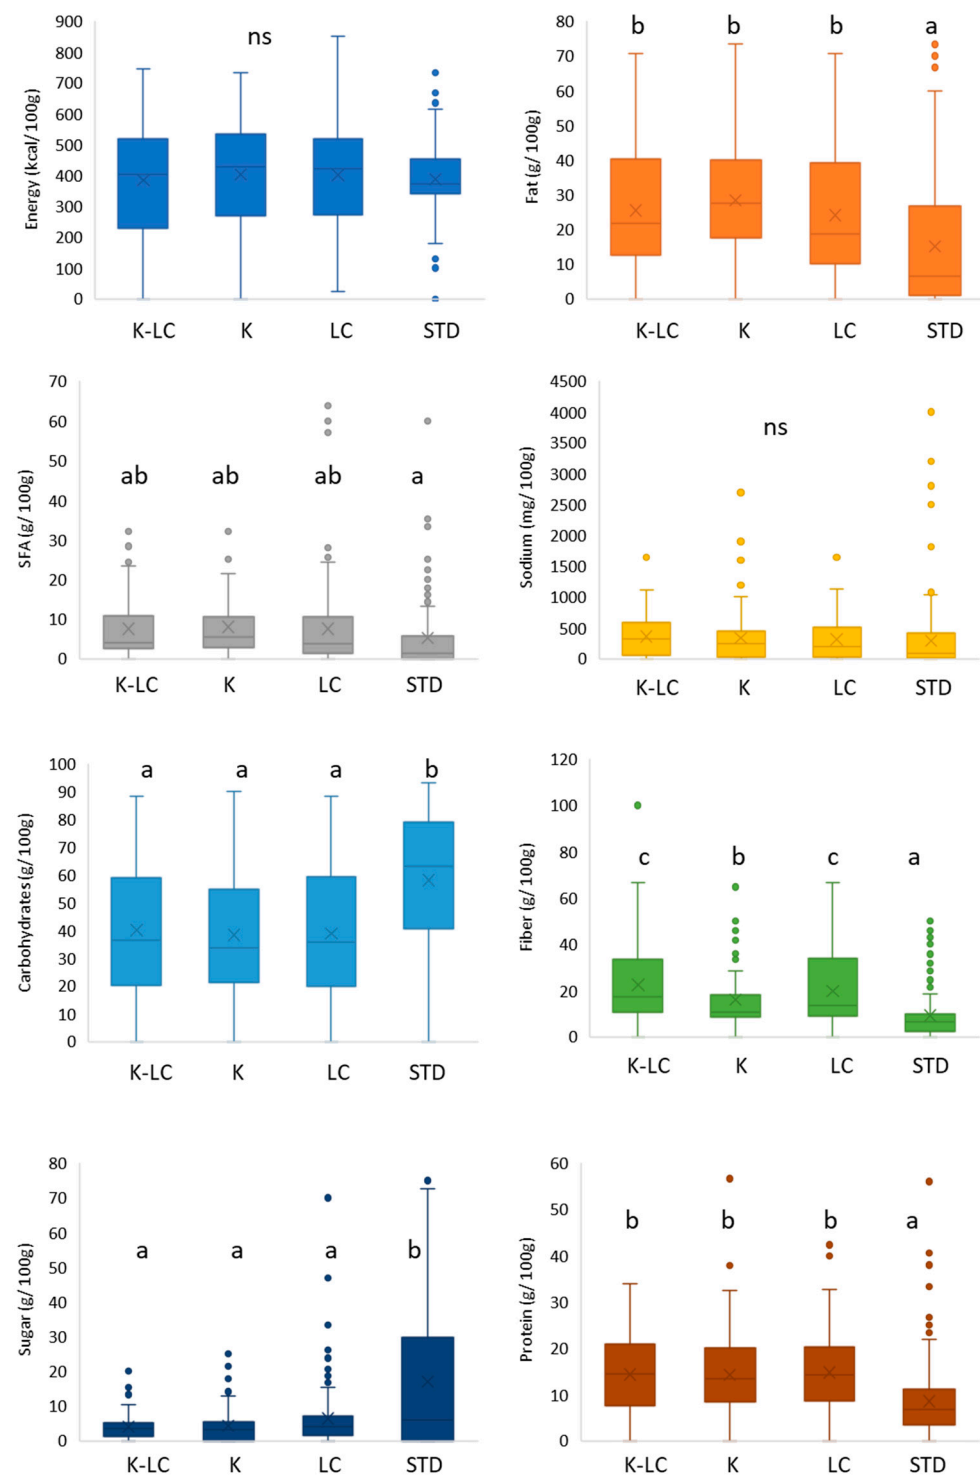 900
800
700
600
500
400
300
200
100
0
Energy (kcal/ 100g)
ns
K-LC K LC STD
80
70
60
50
40
30
20
10
0
Fat (g/ 100g)
b b b a
K-LC K LC STD
70
60
50
40
30
20
10
0
SFA (g/ 100g)
ab ab ab a
K-LC K LC STD
4500
4000
3500
3000
2500
2000
1500
1000
500
0
Sodium (mg/ 100g)
ns
K-LC K LC STD
100
90
80
70
60
50
40
30
20
10
0
Carbohydrates (g/ 100g)
a a a b
K-LC K LC STD
120
100
80
60
40
20
0
Fiber (g/ 100g)
c b c a
K-LC K LC STD
80
70
60
50
40
30
20
10
0
Sugar (g/ 100g)
a a a b
K-LC K LC STD
60
50
40
30
20
10
0
Protein (g/ 100g)
b b b a
K-LC K LC STD